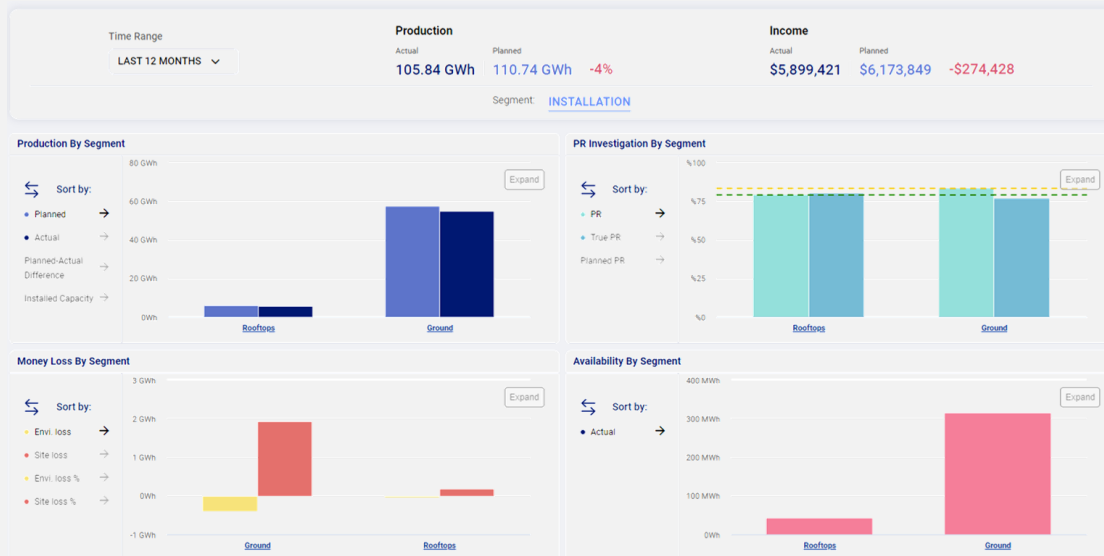 Time Range
LAST 12 MONTHS
Production
Actual
Planned
105.84 GWh
110.74 GWh
-4%
Income
Actual
Planned
$5,899,421
$6,173,849
-$274,428
Segment:
INSTALLATION
Production By Segment
Sort by:
Planned
Actual
Planned-Actual
Difference
Installed Capacity
80 GWh
60 GWh
40 GWh
20 GWh
0Wh
Expand
Rooftops
Ground
PR Investigation By Segment
Sort by:
PR
True PR
Planned PR
%100
%75
%50
%25
%0
Expand
Rooftops
Ground
Money Loss By Segment
Sort by:
Envi. loss
Site loss
Envi. loss %
Site loss %
3 GWh
2 GWh
1 GWh
0Wh
-1 GWh
Expand
Ground
Rooftops
Availability By Segment
Sort by:
Actual
400 MWh
300 MWh
200 MWh
100 MWh
0Wh
Expand
Rooftops
Ground